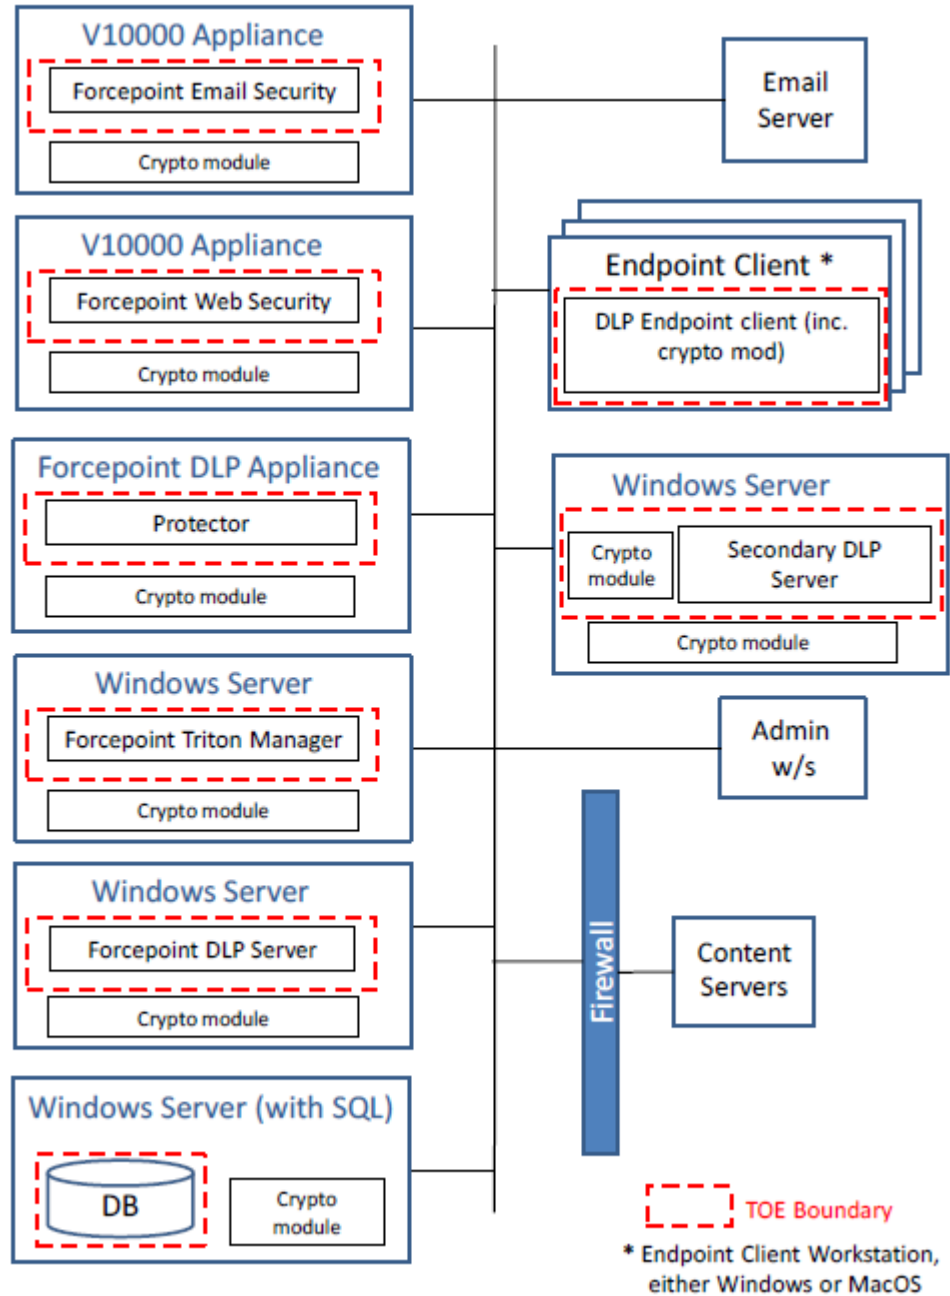 V10000 Appliance
Forcepoint Email Security
Crypto module
V10000 Appliance
Forcepoint Web Security
Crypto module
Forcepoint DLP Appliance
Protector
Crypto module
Windows Server
Forcepoint Triton Manager
Crypto module
Windows Server
Forcepoint DLP Server
Crypto module
Windows Server (with SQL)
DB
Crypto
module
Email
Server
Endpoint Client *
DLP Endpoint client (inc.
crypto mod)
Windows Server
Crypto
module
Secondary DLP
Server
Crypto module
Admin
w/s
Firewall
Content
Servers
TOE Boundary
* Endpoint Client Workstation,
either Windows or MacOS